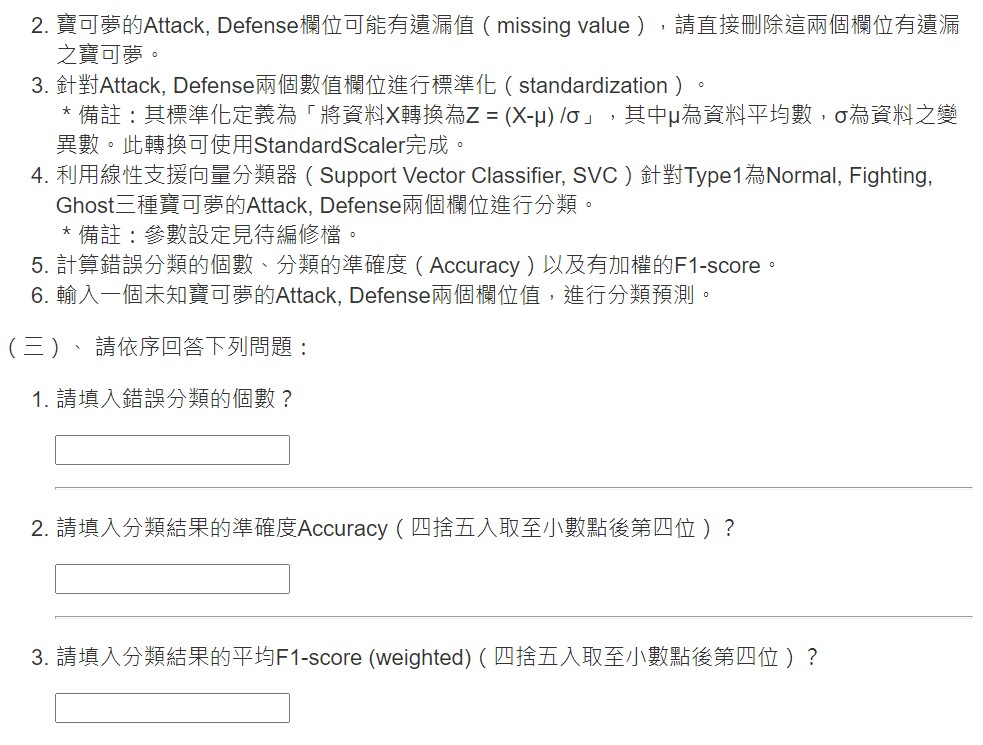 2. 寶可夢的Attack, Defense欄位可能有遺漏值（missing value），請直接刪除這兩個欄位有遺漏
之寶可夢。
3. 針對Attack, Defense兩個數值欄位進行標準化（standardization）。
* 備註：其標準化定義為「將資料X轉換為Z = (X-μ) /σ」，其中μ為資料平均數，σ為資料之變
異數。此轉換可使用StandardScaler完成。
4. 利用線性支援向量分類器（Support Vector Classifier, SVC）針對Type1為Normal, Fighting,
Ghost三種寶可夢的Attack, Defense兩個欄位進行分類。
* 備註：參數設定見待編修檔。
5. 計算錯誤分類的個數、分類的準確度（Accuracy）以及有加權的F1-score。
6. 輸入一個未知寶可夢的Attack, Defense兩個欄位值，進行分類預測。
（三）、 請依序回答下列問題：
1. 請填入錯誤分類的個數？
2. 請填入分類結果的準確度Accuracy（四捨五入取至小數點後第四位）？
3. 請填入分類結果的平均F1-score (weighted)（四捨五入取至小數點後第四位）？